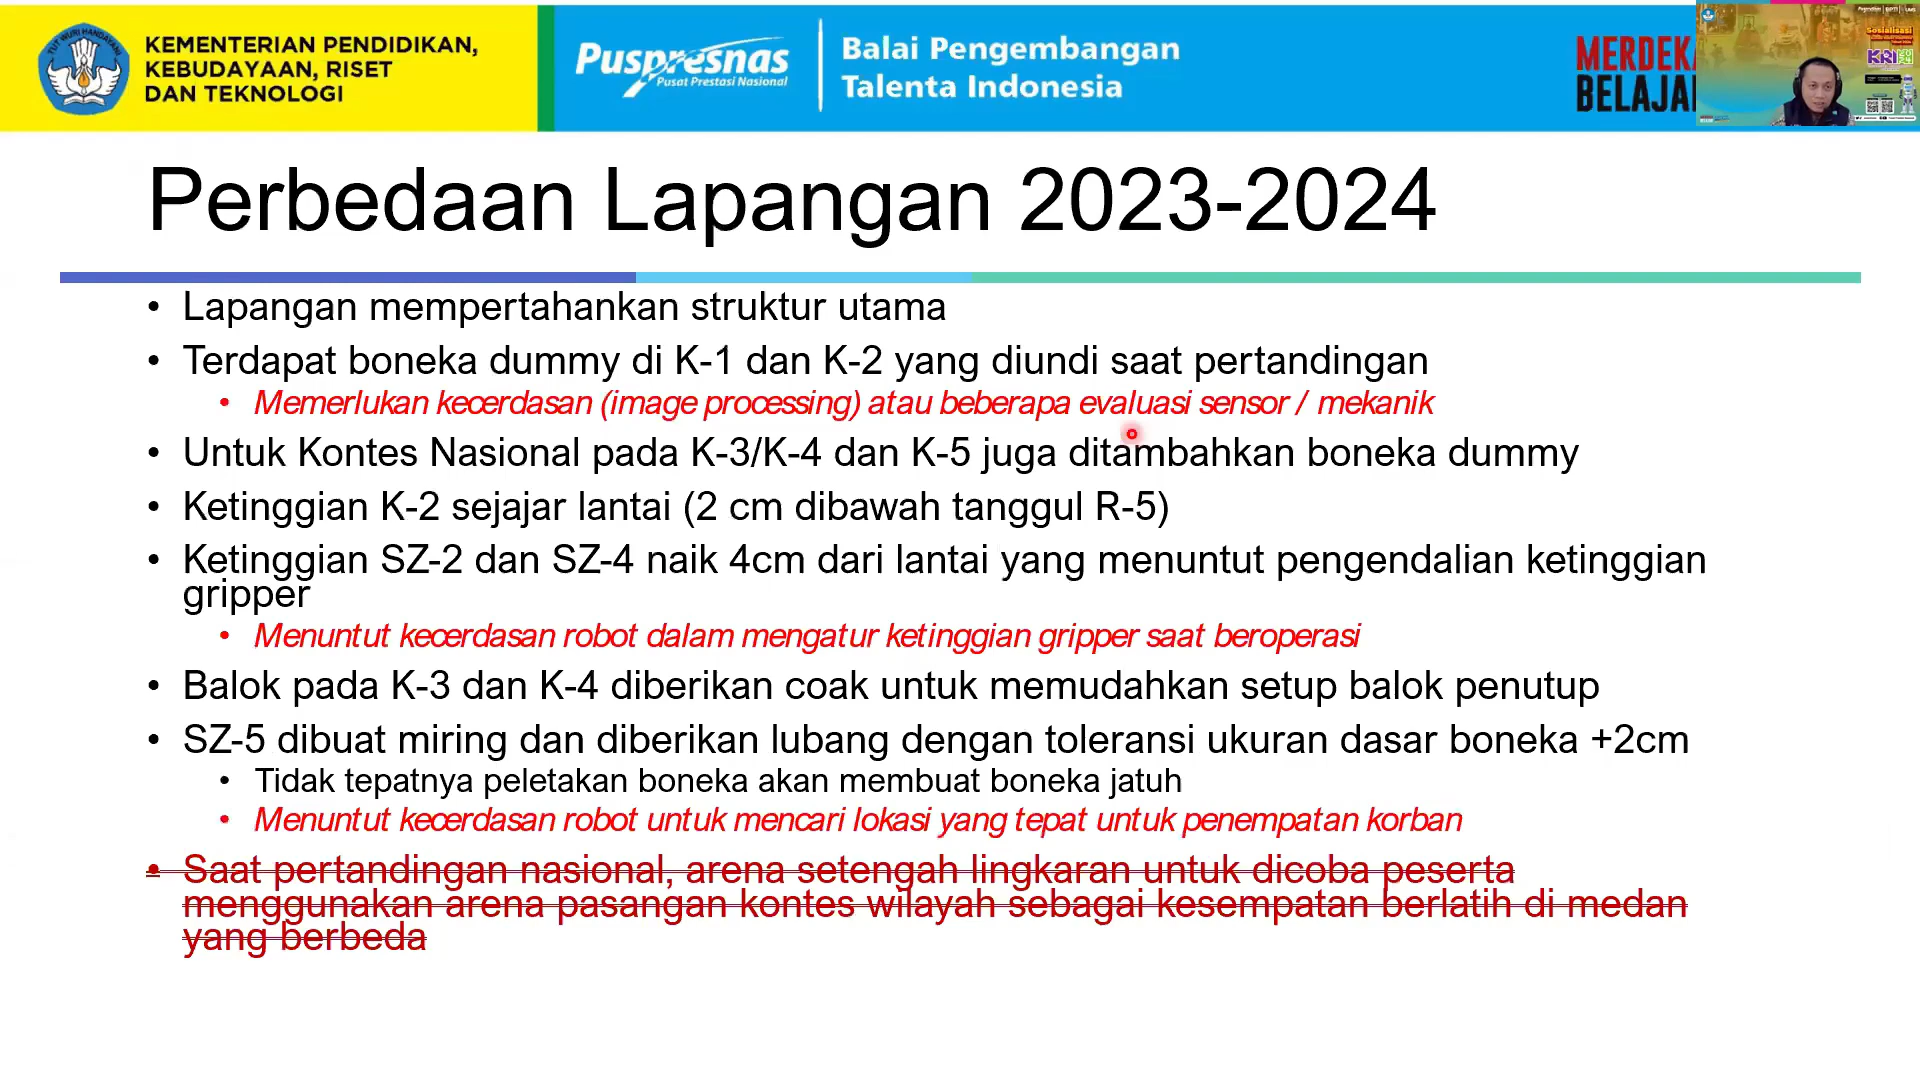 KEMENTERIAN PENDIDIKAN,
KEBUDAYAAN, RISET
DAN TEKNOLOGI
Puspresnas
Pusat Prestasi Nasional
Balai Pengembangan
Talenta Indonesia
MERDEKA
BELAJA
Sosialisasi
KRI
Perbedaan Lapangan 2023-2024
• Lapangan mempertahankan struktur utama
• Terdapat boneka dummy di K-1 dan K-2 yang diundi saat pertandingan
• Memerlukan kecerdasan (image processing) atau beberapa evaluasi sensor / mekanik
• Untuk Kontes Nasional pada K-3/K-4 dan K-5 juga ditambahkan boneka dummy
• Ketinggian K-2 sejajar lantai (2 cm dibawah tanggul R-5)
• Ketinggian SZ-2 dan SZ-4 naik 4cm dari lantai yang menuntut pengendalian ketinggian
gripper
• Menuntut kecerdasan robot dalam mengatur ketinggian gripper saat beroperasi
• Balok pada K-3 dan K-4 diberikan coak untuk memudahkan setup balok penutup
• SZ-5 dibuat miring dan diberikan lubang dengan toleransi ukuran dasar boneka +2cm
• Tidak tepatnya peletakan boneka akan membuat boneka jatuh
• Menuntut kecerdasan robot untuk mencari lokasi yang tepat untuk penempatan korban
• Saat pertandingan nasional, arena setengah lingkaran untuk dicoba peserta
menggunakan arena pasangan kontes wilayah sebagai kesempatan berlatih di medan
yang berbeda